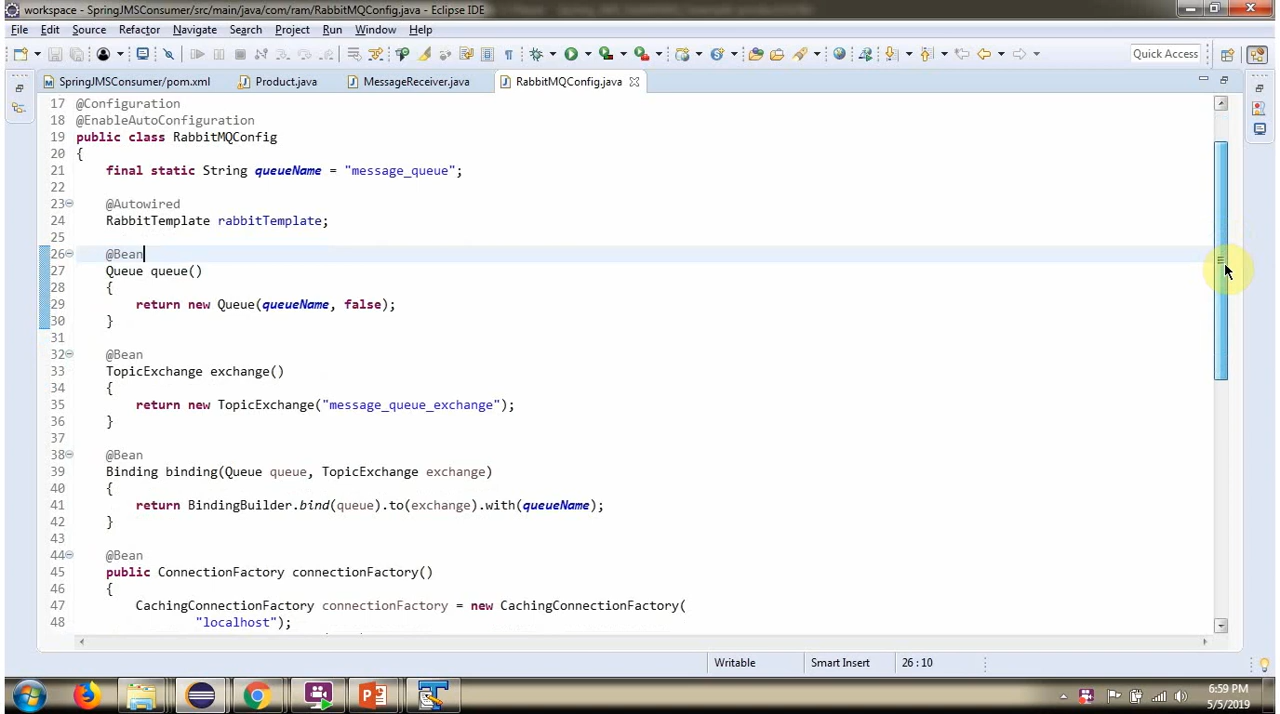 workspace - SpringJMSConsumer/src/main/java/com/ram/RabbitMQConfig.java - Eclipse IDE
File Edit Source Refactor Navigate Search Project Run Window Help
Quick Access
SpringJMSConsumer/pom.xml Product.java MessageReceiver.java RabbitMQConfig.java
17 @Configuration
18 @EnableAutoConfiguration
19 public class RabbitMQConfig
20 {
21 final static String queueName = "message_queue";
22
23 @Autowired
24 RabbitTemplate rabbitTemplate;
25
26 @Bean
27 Queue queue()
28 {
29 return new Queue(queueName, false);
30 }
31
32 @Bean
33 TopicExchange exchange()
34 {
35 return new TopicExchange("message_queue_exchange");
36 }
37
38 @Bean
39 Binding binding(Queue queue, TopicExchange exchange)
40 {
41 return BindingBuilder.bind(queue).to(exchange).with(queueName);
42 }
43
44 @Bean
45 public ConnectionFactory connectionFactory()
46 {
47 CachingConnectionFactory connectionFactory = new CachingConnectionFactory(
48 "localhost");
Writable Smart Insert 26 : 10
6:59 PM
5/5/2019